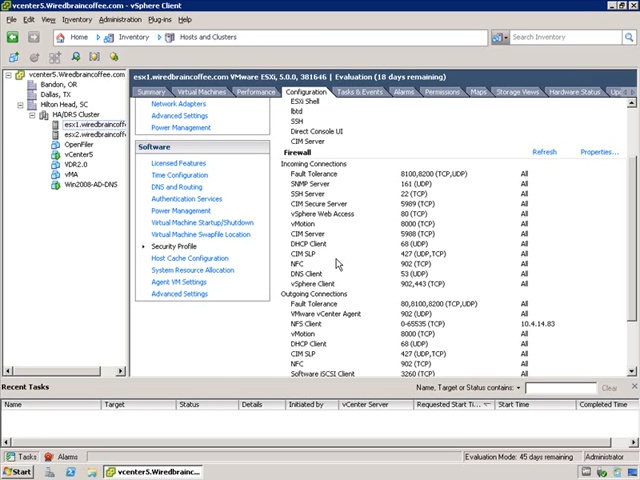 vcenter5.Wiredbraincoffee.com - vSphere Client
File Edit View Inventory Administration Plug-ins Help
Home Inventory Hosts and Clusters Search Inventory
vcenter5.Wiredbraincoffee.com
Bandon, OR
Dallas, TX
Hilton Head, SC
HA/DRS Cluster
esx1.wiredbraincoff
esx2.wiredbraincoff
OpenFiler
vCenter5
VDR2.0
vMA
Win2008-AD-DNS
esx1.wiredbraincoffee.com VMware ESXi, 5.0.0, 381646 | Evaluation (18 days remaining)
Summary Virtual Machines Performance Configuration Tasks & Events Alarms Permissions Maps Storage Views Hardware Status
Network Adapters
Advanced Settings
Power Management
Software
Licensed Features
Time Configuration
DNS and Routing
Authentication Services
Power Management
Virtual Machine Startup/Shutdown
Virtual Machine Swapfile Location
Security Profile
Host Cache Configuration
System Resource Allocation
Agent VM Settings
Advanced Settings
ESXi Shell
lbtd
SSH
Direct Console UI
CIM Server
Firewall Refresh Properties...
Incoming Connections
Fault Tolerance 8100,8200 (TCP,UDP) All
SNMP Server 161 (UDP) All
SSH Server 22 (TCP) All
CIM Secure Server 5989 (TCP) All
vSphere Web Access 80 (TCP) All
vMotion 8000 (TCP) All
CIM Server 5988 (TCP) All
DHCP Client 68 (UDP) All
CIM SLP 427 (UDP,TCP) All
NFC 902 (TCP) All
DNS Client 53 (UDP) All
vSphere Client 902,443 (TCP) All
Outgoing Connections
Fault Tolerance 80,8100,8200 (TCP,UDP) All
VMware vCenter Agent 902 (UDP) All
NFS Client 0-65535 (TCP) 10.4.14.83
vMotion 8000 (TCP) All
DHCP Client 68 (UDP) All
CIM SLP 427 (UDP,TCP) All
NFC 902 (TCP) All
Software iSCSI Client 3260 (TCP) All
Recent Tasks Name, Target or Status contains: Clear
Name Target Status Details Initiated by vCenter Server Requested Start Ti... Start Time Completed Time
Tasks Alarms Evaluation Mode: 45 days remaining Administrator
Start vcenter5.Wiredbrainc...